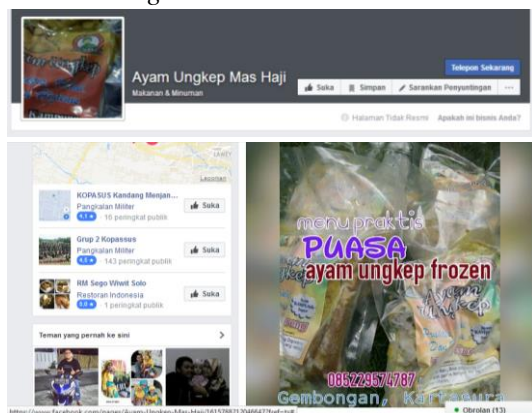 Ayam Ungkep Mas Haji
Makanan & Minuman
Telepon Sekarang
Suka
Simpan
Sarankan Penyuntingan
Halaman Tidak Resmi Apakah ini bisnis Anda?
Laporan
KOPASUS Kandang Menjan...
Pangkalan Militer
16 peringkat publik
Suka
Grup 2 Kopassus
Pangkalan Militer
143 peringkat publik
Suka
RM Sego Wiwit Solo
Restoran Indonesia
1 peringkat publik
Suka
Teman yang pernah ke sini
menu praktis
PUASA
ayam ungkep frozen
085229574787
Gembongan, kartasura
Obrolan (13)